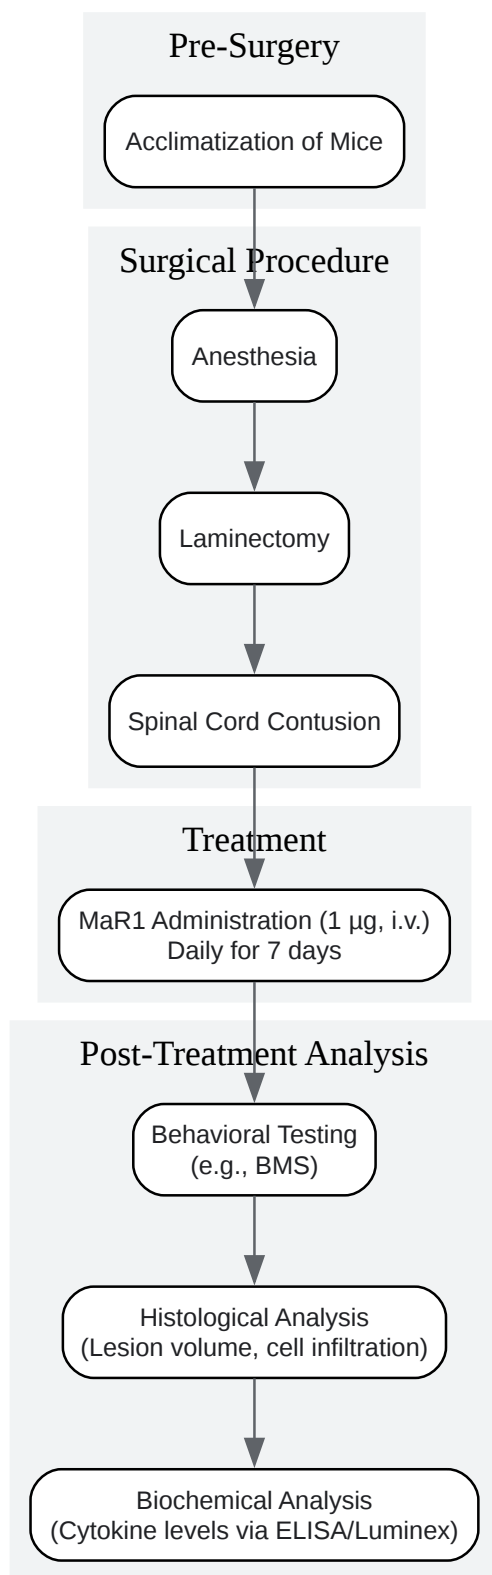 Pre-Surgery
Acclimatization of Mice
Surgical Procedure
Anesthesia
Laminectomy
Spinal Cord Contusion
Treatment
MaR1 Administration (1 µg, i.v.)
Daily for 7 days
Post-Treatment Analysis
Behavioral Testing
(e.g., BMS)
Histological Analysis
(Lesion volume, cell infiltration)
Biochemical Analysis
(Cytokine levels via ELISA/Luminex)